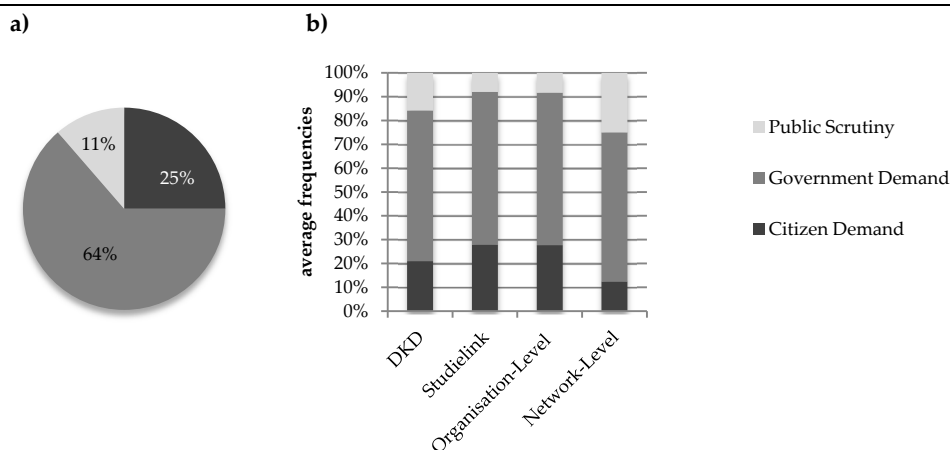 a)
b)
11%
25%
64%
average frequencies
100%
90%
80%
70%
60%
50%
40%
30%
20%
10%
0%
DKD
Studielink
Organisation-Level
Network-Level
Public Scrutiny
Government Demand
Citizen Demand